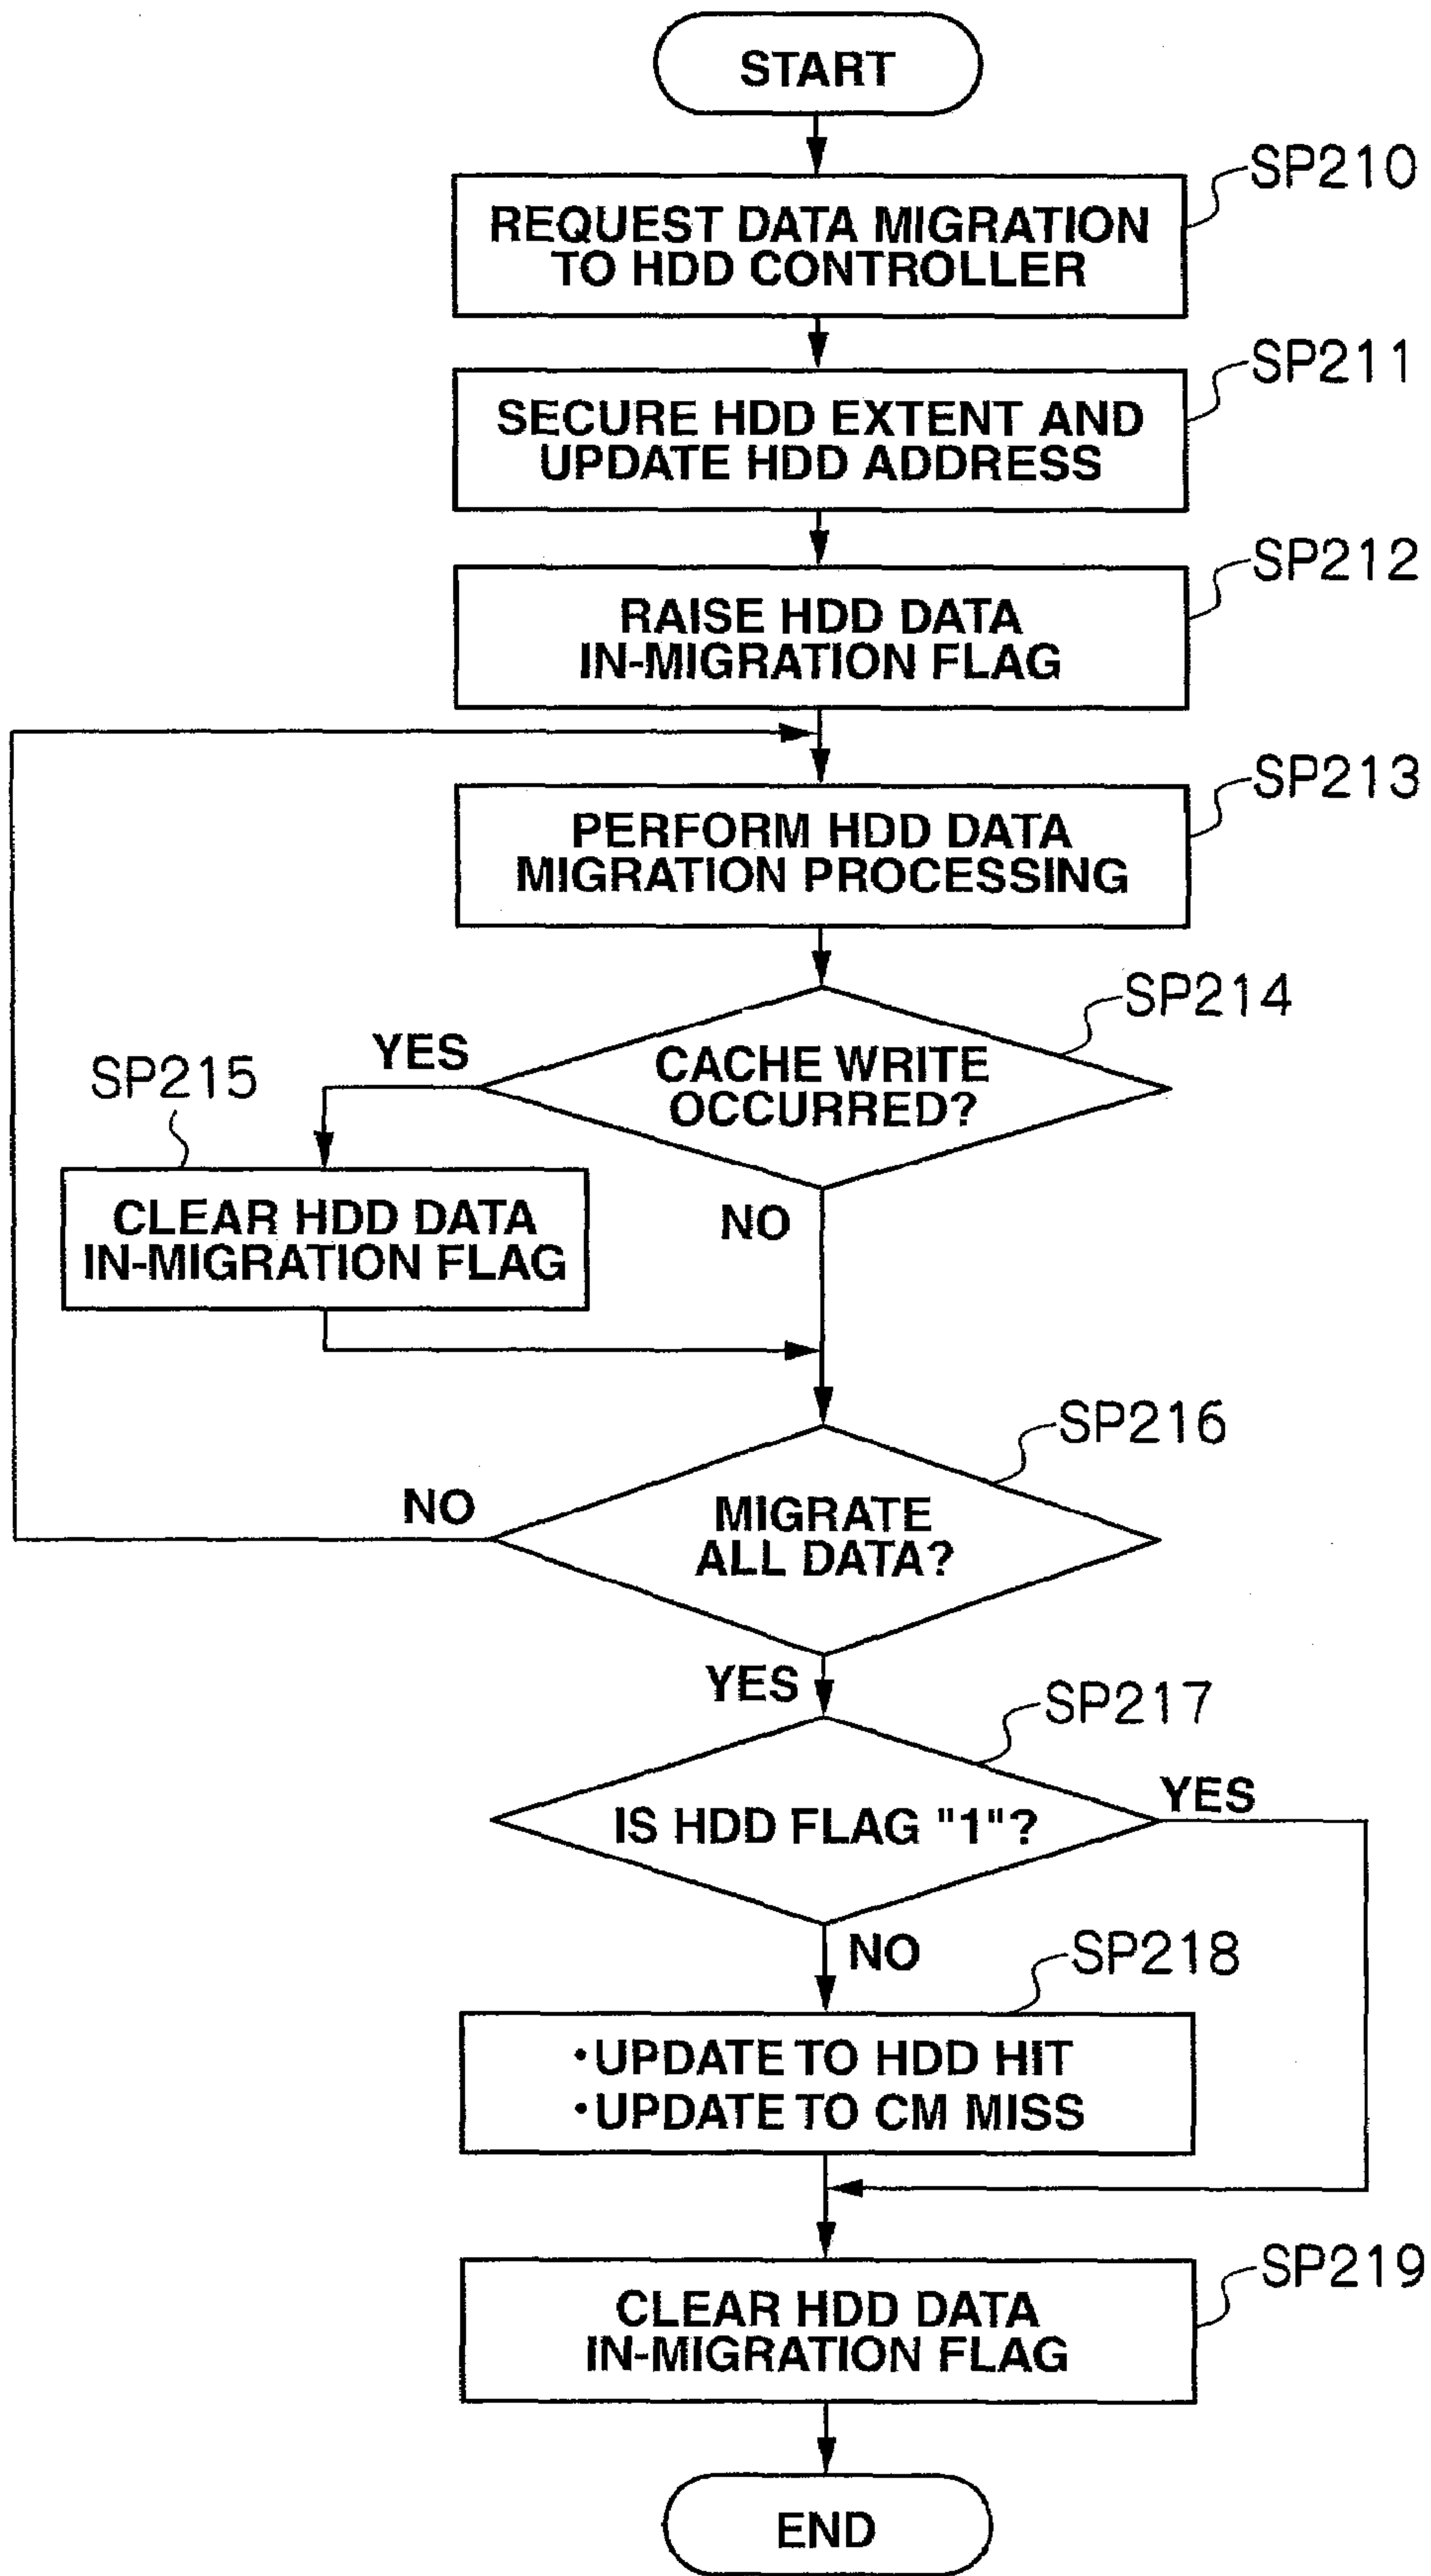 START
SP210
REQUEST DATA MIGRATION
TO HDD CONTROLLER
SP211
SECURE HDD EXTENT AND
UPDATE HDD ADDRESS
SP212
RAISE HDD DATA
IN-MIGRATION FLAG
SP213
PERFORM HDD DATA
MIGRATION PROCESSING
SP214
YES
CACHE WRITE
OCCURRED?
SP215
NO
CLEAR HDD DATA
IN-MIGRATION FLAG
SP216
NO
MIGRATE
ALL DATA?
YES
SP217
YES
IS HDD FLAG "1"?
NO
SP218
•UPDATE TO HDD HIT
•UPDATE TO CM MISS
SP219
CLEAR HDD DATA
IN-MIGRATION FLAG
END